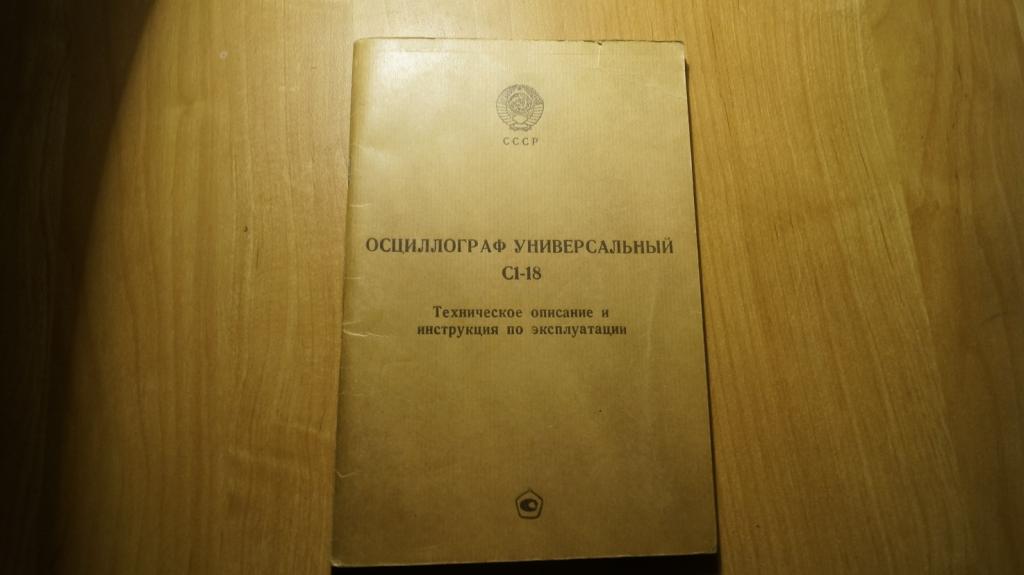 СССР
ОСЦИЛЛОГРАФ УНИВЕРСАЛЬНЫЙ
С1-18
Техническое описание и
инструкция по эксплуатации